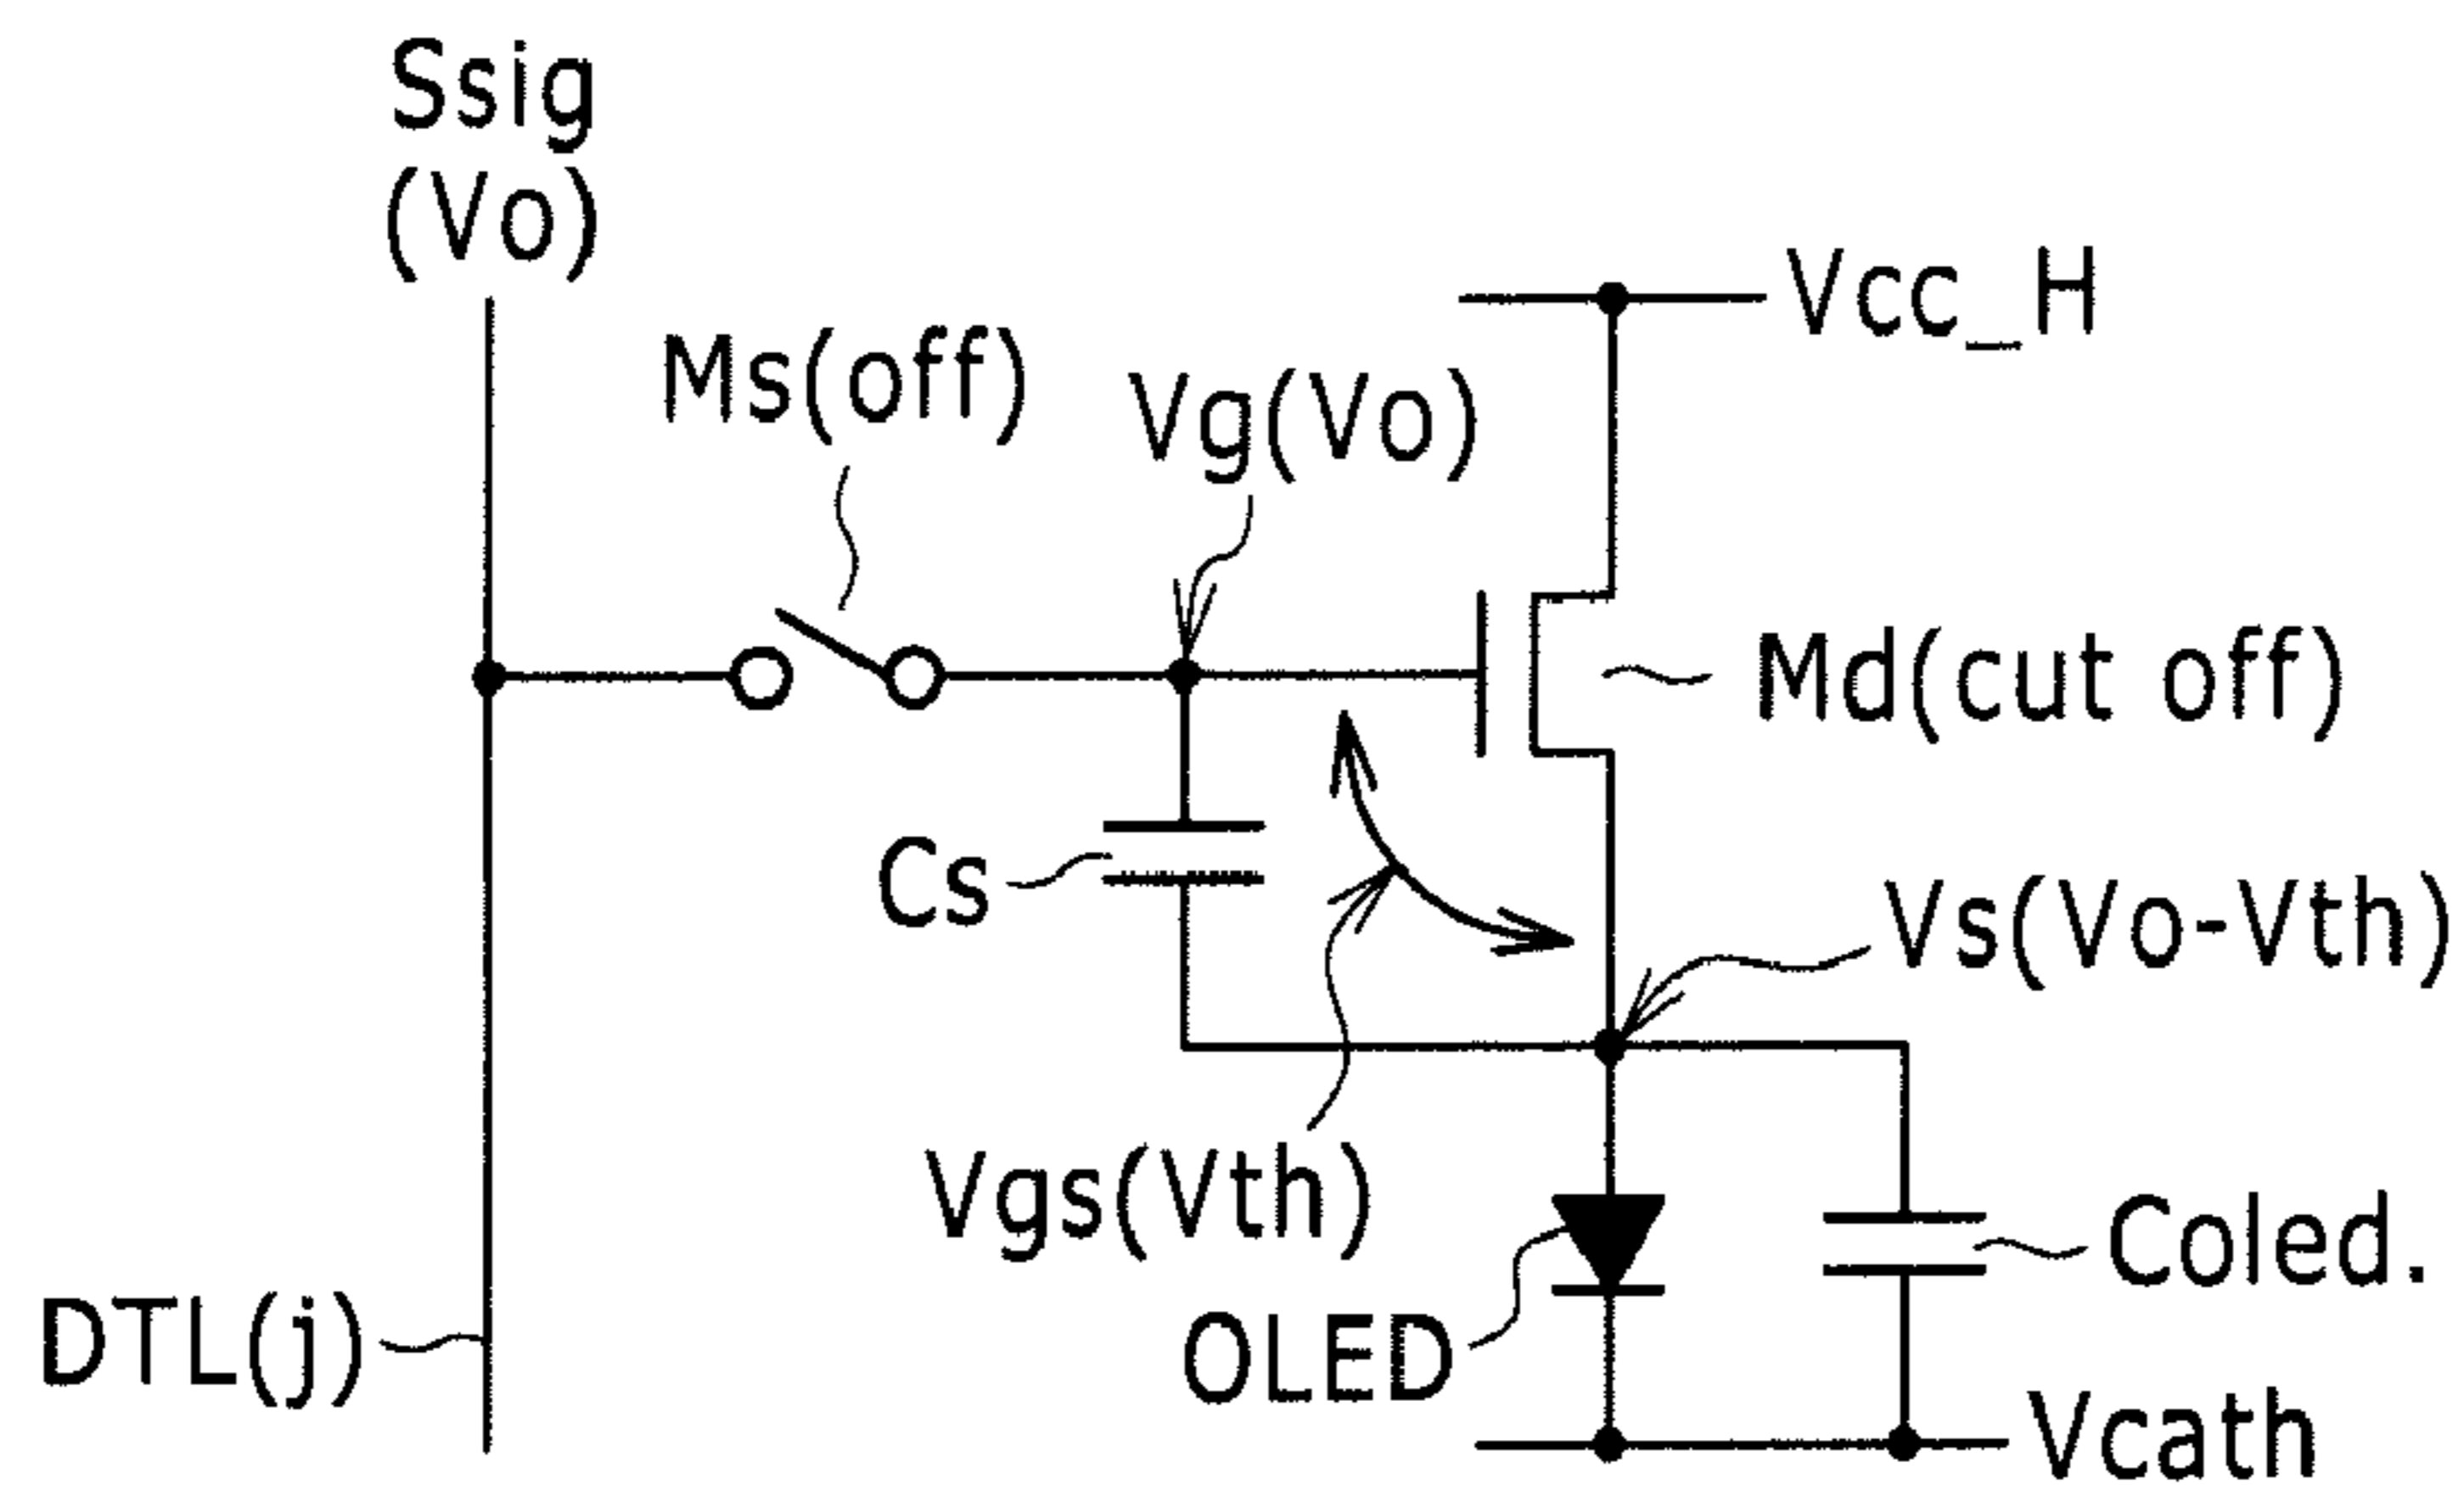 Ssig
(Vo)
Vcc_H
Ms(off)
Vg(Vo)
Md(cut off)
Cs
Vs(Vo-Vth)
Vgs(Vth)
Coled.
DTL(j)
OLED
Vcath